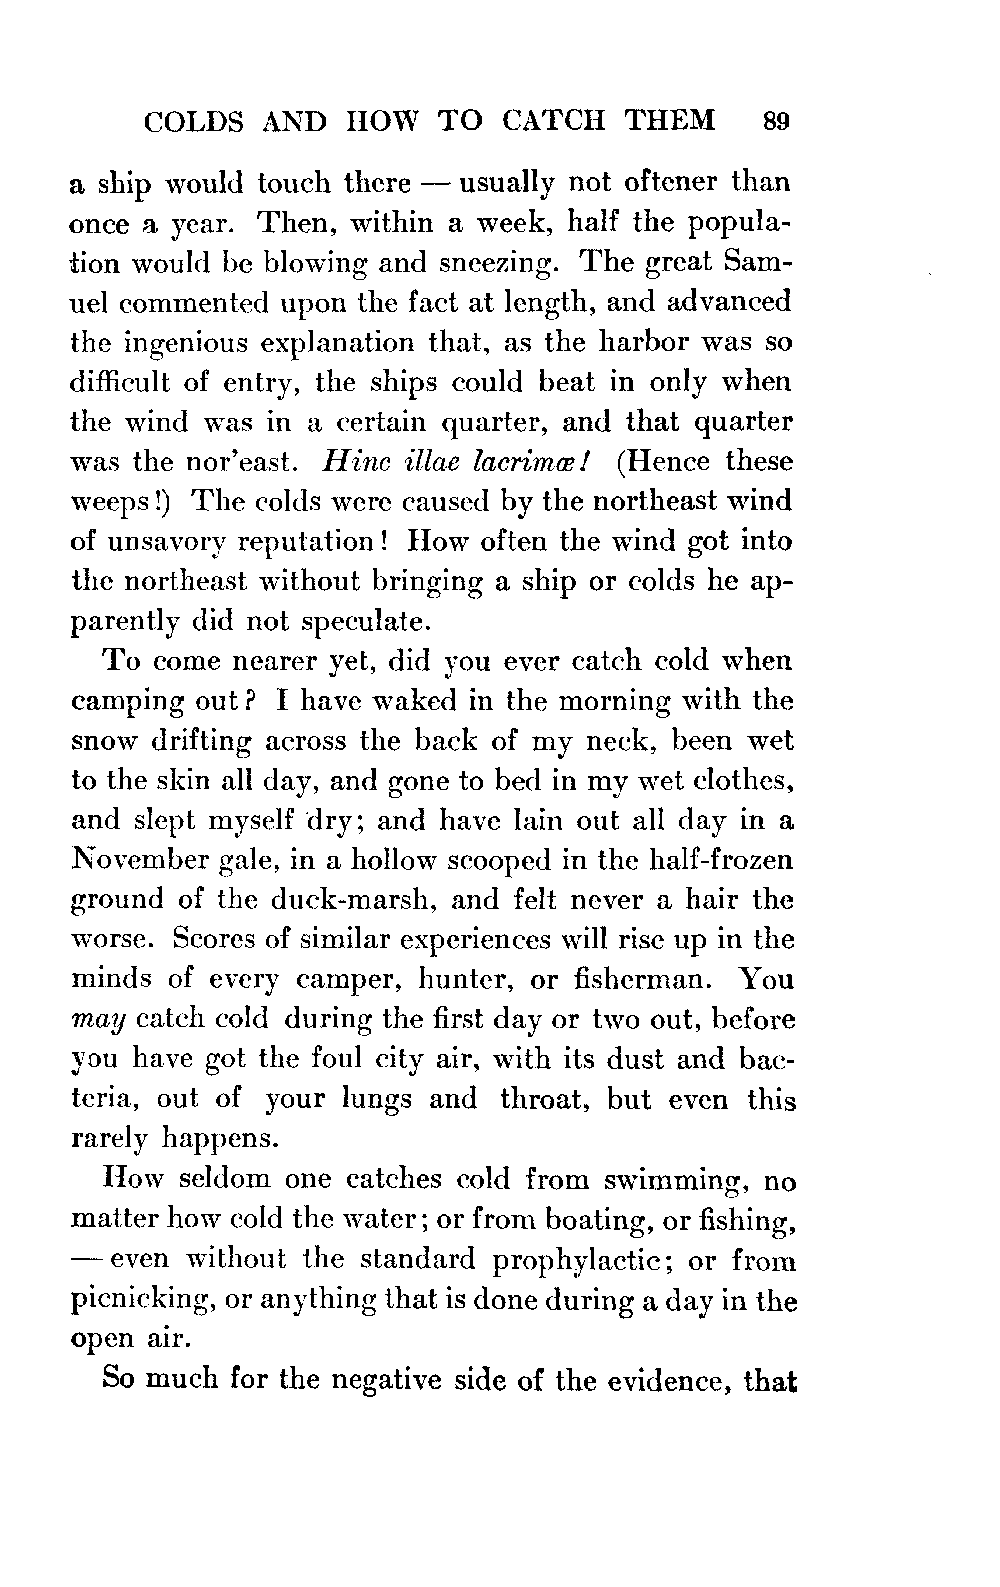 COLDS AND HOW TO CATCH THEM 89
a ship would touch there — usually not oftener than
once a year. Then, within a week, half the popula-
tion would be blowing and sneezing. The great Sam-
uel commented upon the fact at length, and advanced
the ingenious explanation that, as the harbor was so
difficult of entry, the ships could beat in only when
the wind was in a certain quarter, and that quarter
was the nor'east. Hinc illae lacrimœ! (Hence these
weeps!) The colds were caused by the northeast wind
of unsavory reputation! How often the wind got into
the northeast without bringing a ship or colds he ap-
parently did not speculate.
To come nearer yet, did you ever catch cold when
camping out? I have waked in the morning with the
snow drifting across the back of my neck, been wet
to the skin all day, and gone to bed in my wet clothes,
and slept myself dry; and have lain out all day in a
November gale, in a hollow scooped in the half-frozen
ground of the duck-marsh, and felt never a hair the
worse. Scores of similar experiences will rise up in the
minds of every camper, hunter, or fisherman. You
may catch cold during the first day or two out, before
you have got the foul city air, with its dust and bac-
teria, out of your lungs and throat, but even this
rarely happens.
How seldom one catches cold from swimming, no
matter how cold the water; or from boating, or fishing,
— even without the standard prophylactic; or from
picnicking, or anything that is done during a day in the
open air.
So much for the negative side of the evidence, that